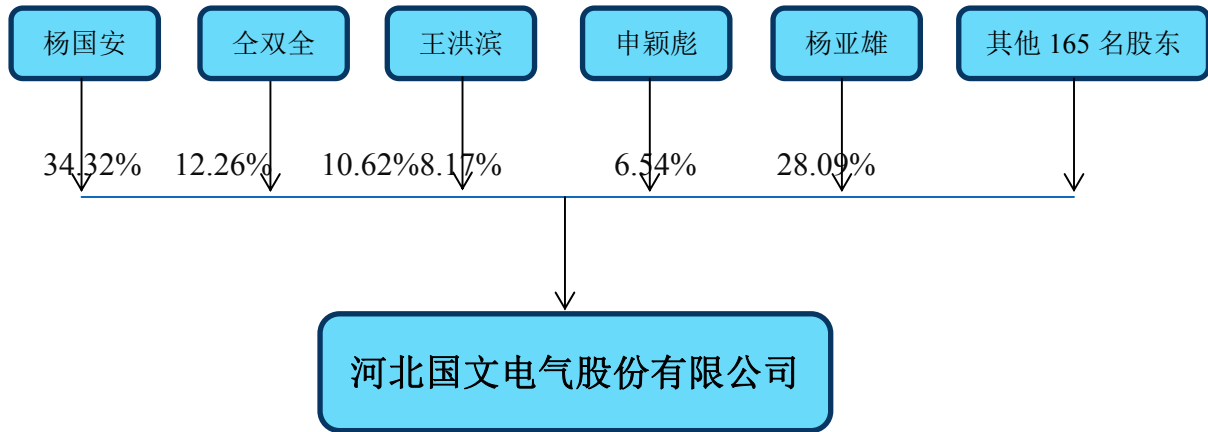 杨国安 仝双全 王洪滨 申颖彪 杨亚雄 其他 165 名股东
34.32% 12.26% 10.62%8.17% 6.54% 28.09%
河北国文电气股份有限公司